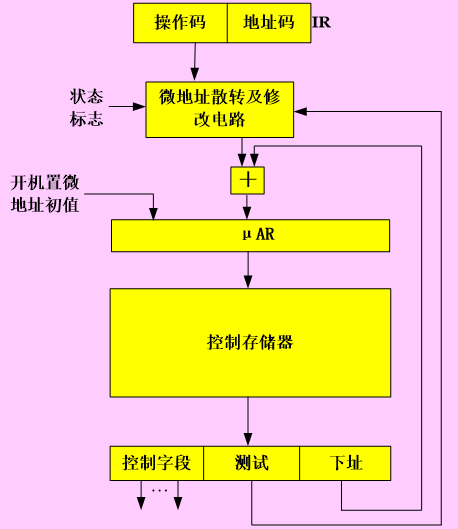 操作码 地址码 IR
状态
标志
微地址散转及修
改电路
十
开机置微
地址初值
μAR
控制存储器
控制字段 测试 下址
…